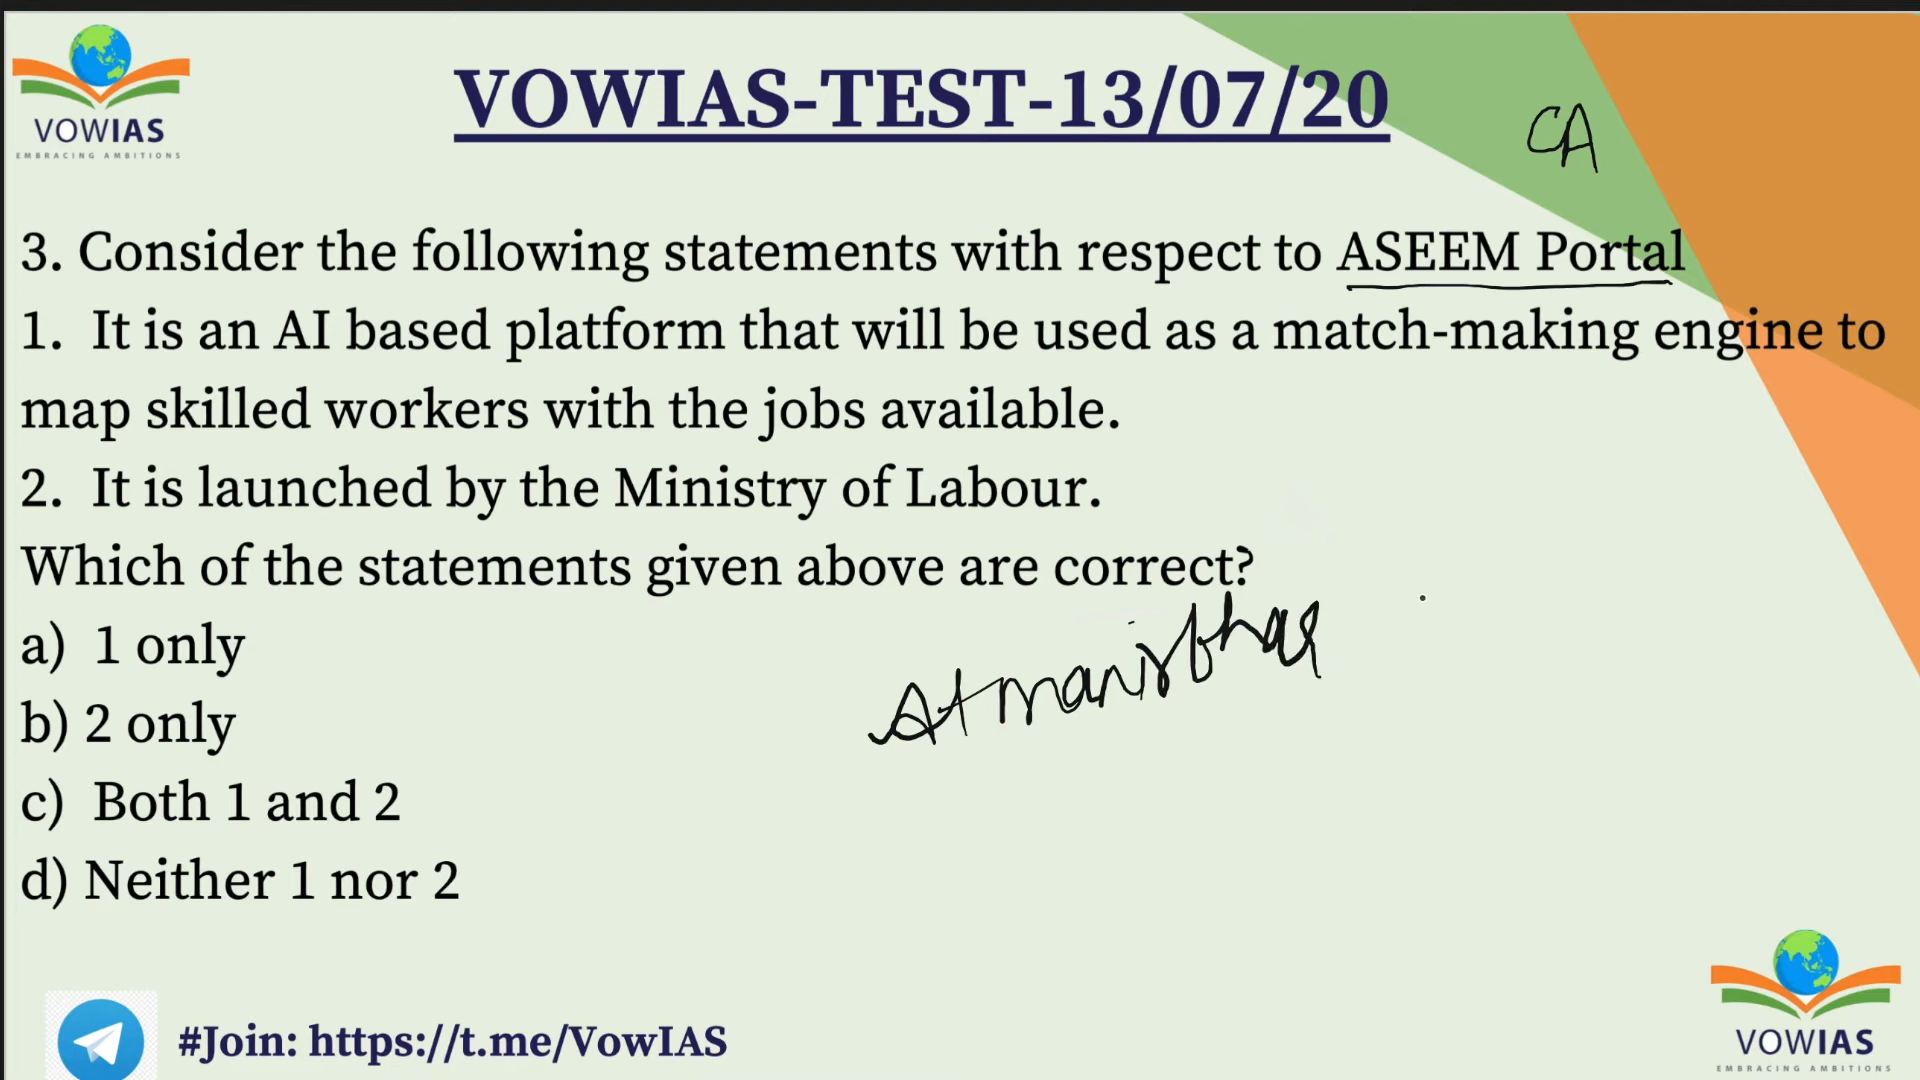 VOWIAS
EMBRACING AMBITIONS
VOWIAS-TEST-13/07/20
CA
3. Consider the following statements with respect to ASEEM Portal
1. It is an AI based platform that will be used as a match-making engine to
map skilled workers with the jobs available.
2. It is launched by the Ministry of Labour.
Which of the statements given above are correct?
a) 1 only
Atmanirbhar
b) 2 only
c) Both 1 and 2
d) Neither 1 nor 2
#Join: https://t.me/VowIAS
VOWIAS
EMBRACING AMBITIONS